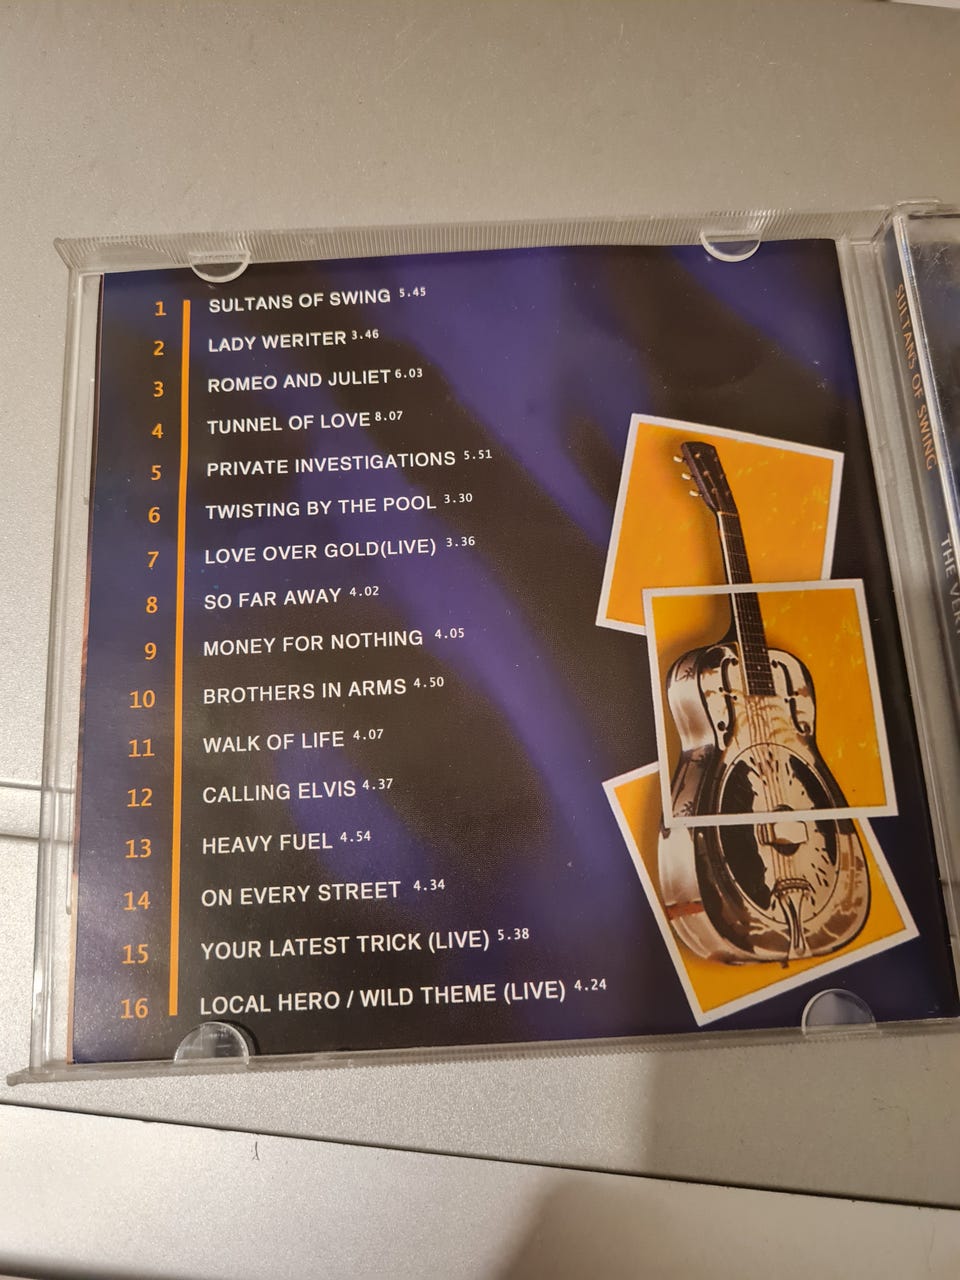 1 SULTANS OF SWING 5.45
2 LADY WERITER 3.46
3 ROMEO AND JULIET 6.03
4 TUNNEL OF LOVE 8.07
5 PRIVATE INVESTIGATIONS 5.51
6 TWISTING BY THE POOL 3.30
7 LOVE OVER GOLD(LIVE) 3.36
8 SO FAR AWAY 4.02
9 MONEY FOR NOTHING 4.05
10 BROTHERS IN ARMS 4.50
11 WALK OF LIFE 4.07
12 CALLING ELVIS 4.37
13 HEAVY FUEL 4.54
14 ON EVERY STREET 4.34
15 YOUR LATEST TRICK (LIVE) 5.38
16 LOCAL HERO / WILD THEME (LIVE) 4.24
SULTANS OF SWING
THE VERY